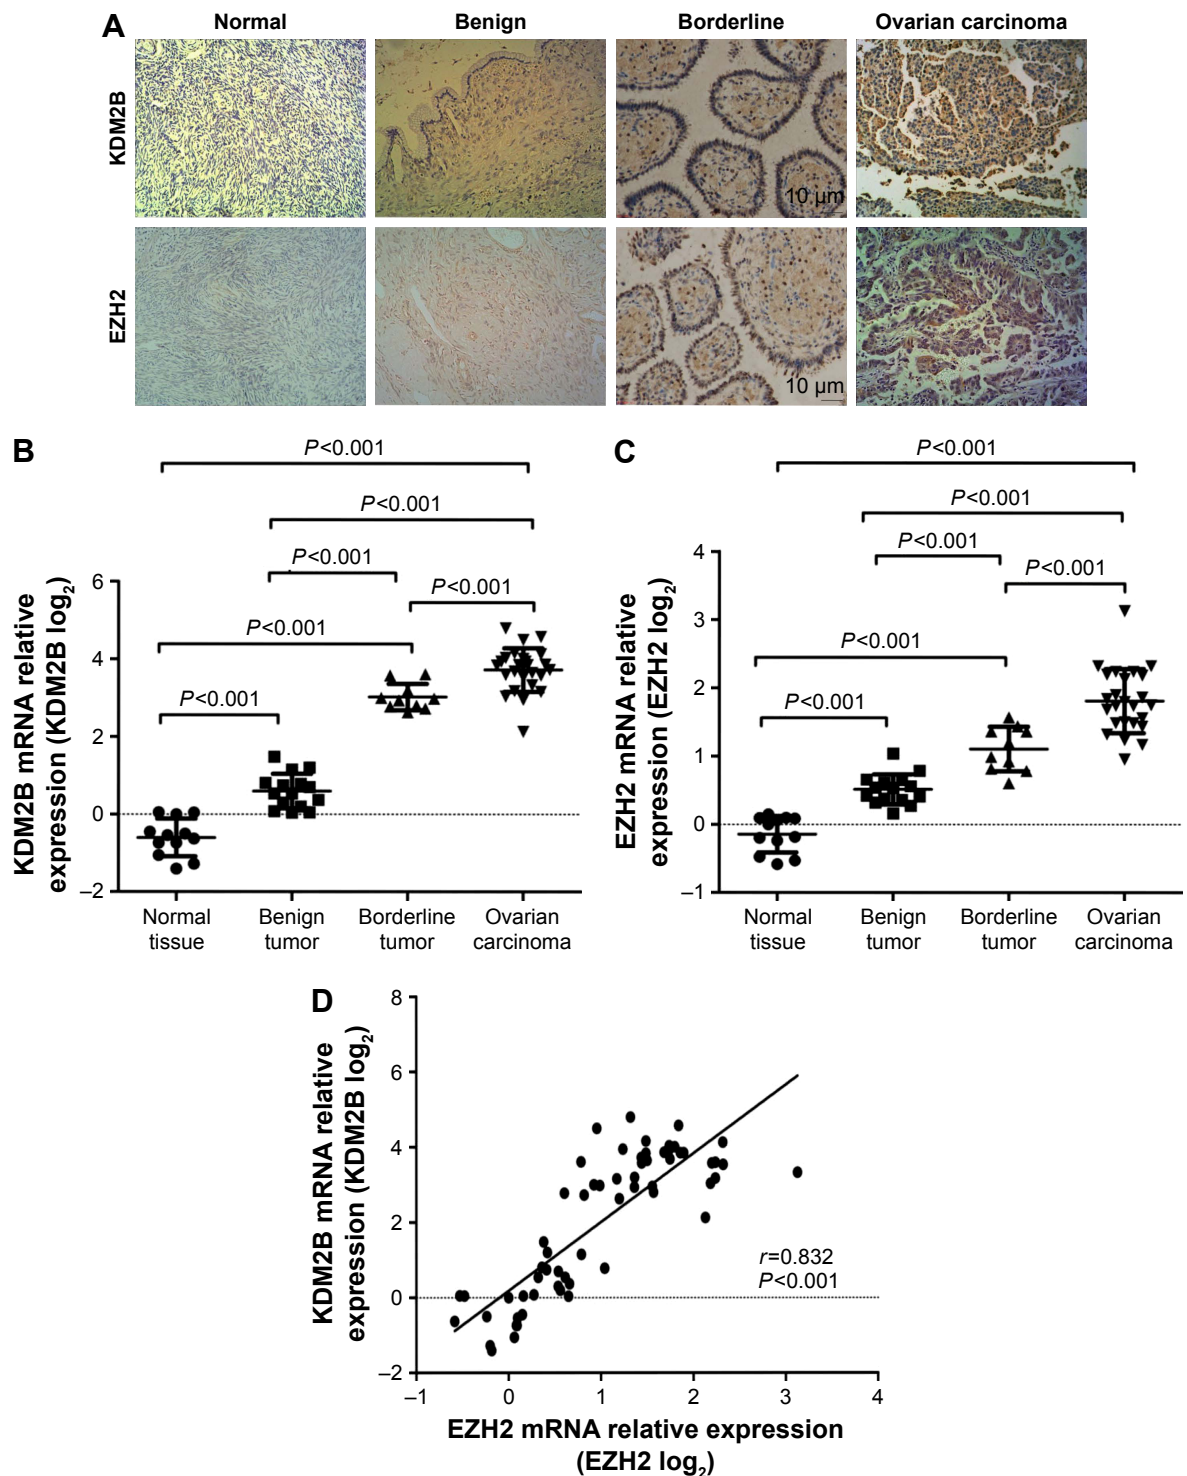 A
Normal
Benign
Borderline
Ovarian carcinoma
KDM2B
10 µm
EZH2
10 µm
B
P<0.001
P<0.001
P<0.001
P<0.001
P<0.001
P<0.001
KDM2B mRNA relative
expression (KDM2B log2)
6
4
2
0
–2
Normal
tissue
Benign
tumor
Borderline
tumor
Ovarian
carcinoma
C
P<0.001
P<0.001
P<0.001
P<0.001
P<0.001
P<0.001
EZH2 mRNA relative
expression (EZH2 log2)
4
3
2
1
0
–1
Normal
tissue
Benign
tumor
Borderline
tumor
Ovarian
carcinoma
D
KDM2B mRNA relative
expression (KDM2B log2)
8
6
4
2
0
–2
r=0.832
P<0.001
–1 0 1 2 3 4
EZH2 mRNA relative expression
(EZH2 log2)